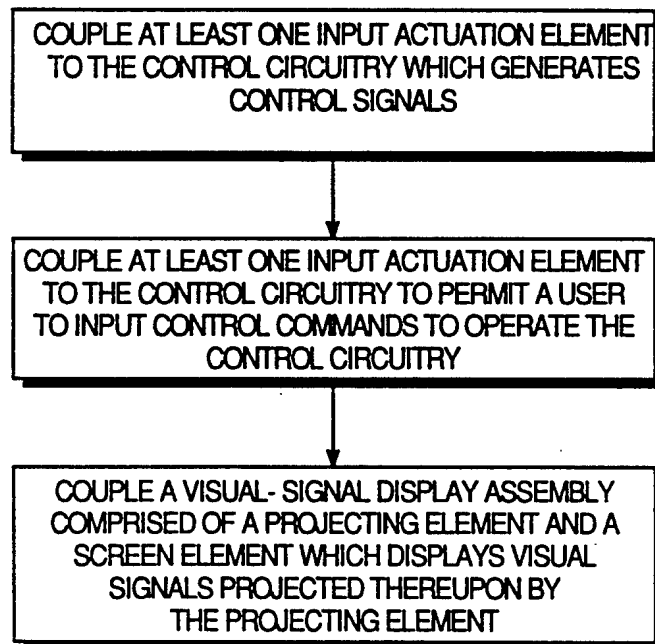 COUPLE AT LEAST ONE INPUT ACTUATION ELEMENT
TO THE CONTROL CIRCUITRY WHICH GENERATES
CONTROL SIGNALS
COUPLE AT LEAST ONE INPUT ACTUATION ELEMENT
TO THE CONTROL CIRCUITRY TO PERMIT A USER
TO INPUT CONTROL COMMANDS TO OPERATE THE
CONTROL CIRCUITRY
COUPLE A VISUAL- SIGNAL DISPLAY ASSEMBLY
COMPRISED OF A PROJECTING ELEMENT AND A
SCREEN ELEMENT WHICH DISPLAYS VISUAL
SIGNALS PROJECTED THEREUPON BY
THE PROJECTING ELEMENT